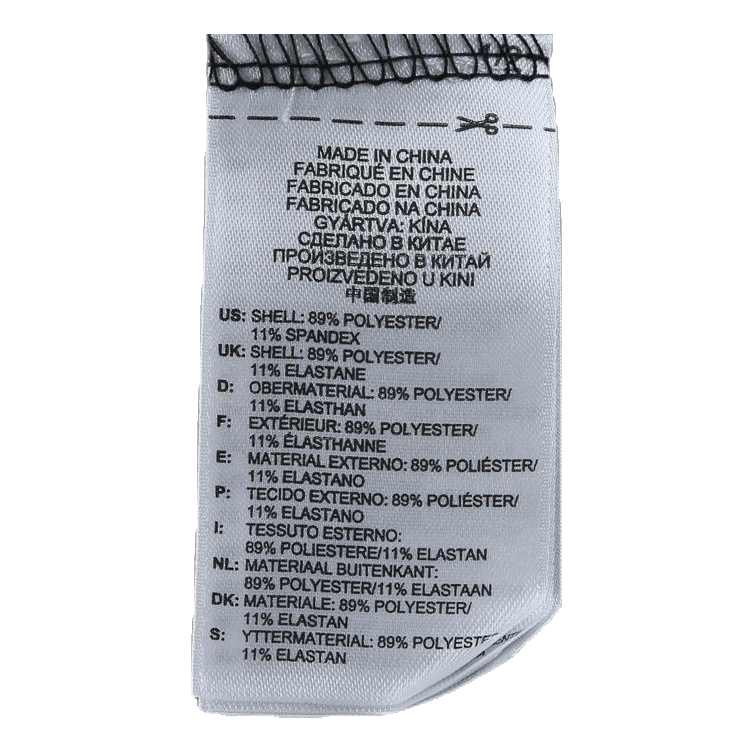 MADE IN CHINA
FABRIQUÉ EN CHINE
FABRICADO EN CHINA
FABRICADO NA CHINA
GYÁRTVA: KÍNA
СДЕЛАНО В КИТАЕ
ПРОИЗВЕДЕНО В КИТАЙ
PROIZVEDENO U KINI
中国制造
US: SHELL: 89% POLYESTER/
11% SPANDEX
UK: SHELL: 89% POLYESTER/
11% ELASTANE
D: OBERMATERIAL: 89% POLYESTER/
11% ELASTHAN
F: EXTÉRIEUR: 89% POLYESTER/
11% ÉLASTHANNE
E: MATERIAL EXTERNO: 89% POLIÉSTER/
11% ELASTANO
P: TECIDO EXTERNO: 89% POLIÉSTER/
11% ELASTANO
I: TESSUTO ESTERNO:
89% POLIESTERE/11% ELASTAN
NL: MATERIAAL BUITENKANT:
89% POLYESTER/11% ELASTAAN
DK: MATERIALE: 89% POLYESTER/
11% ELASTAN
S: YTTERMATERIAL: 89% POLYESTE
11% ELASTAN